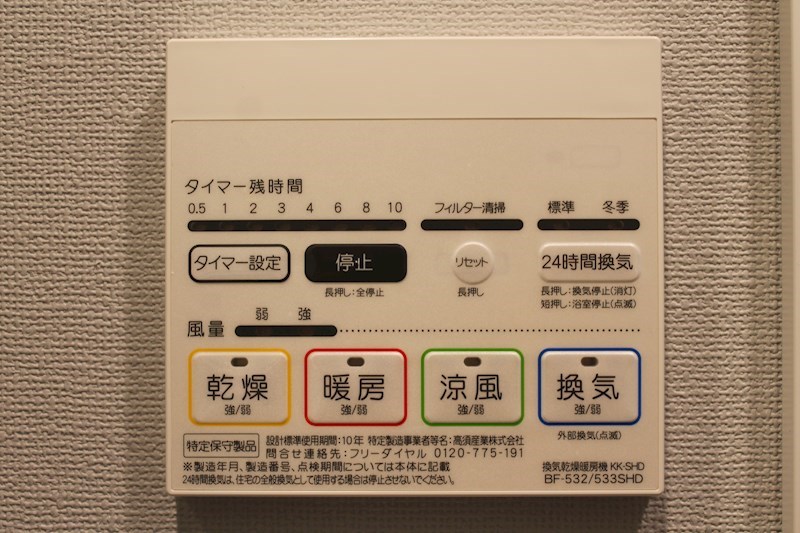 タイマー残時間
0.5 1 2 3 4 6 8 10 フィルター清掃 標準 冬季
タイマー設定 停止 リセット 24時間換気
長押し:全停止 長押し 長押し:換気停止(消灯)
短押し:浴室停止(点滅)
弱 強
風量
乾燥 暖房 涼風 換気
強/弱 強/弱 強/弱 強/弱
外部換気(点滅)
特定保守製品 設計標準使用期間:10年 特定製造事業者等名:高須産業株式会社
問合せ連絡先:フリーダイヤル 0120-775-191
※製造年月、製造番号、点検期間については本体に記載
24時間換気は、住宅の全般換気として使用する場合は停止させないでください。
換気乾燥暖房機 KK-SHD
BF-532/533SHD